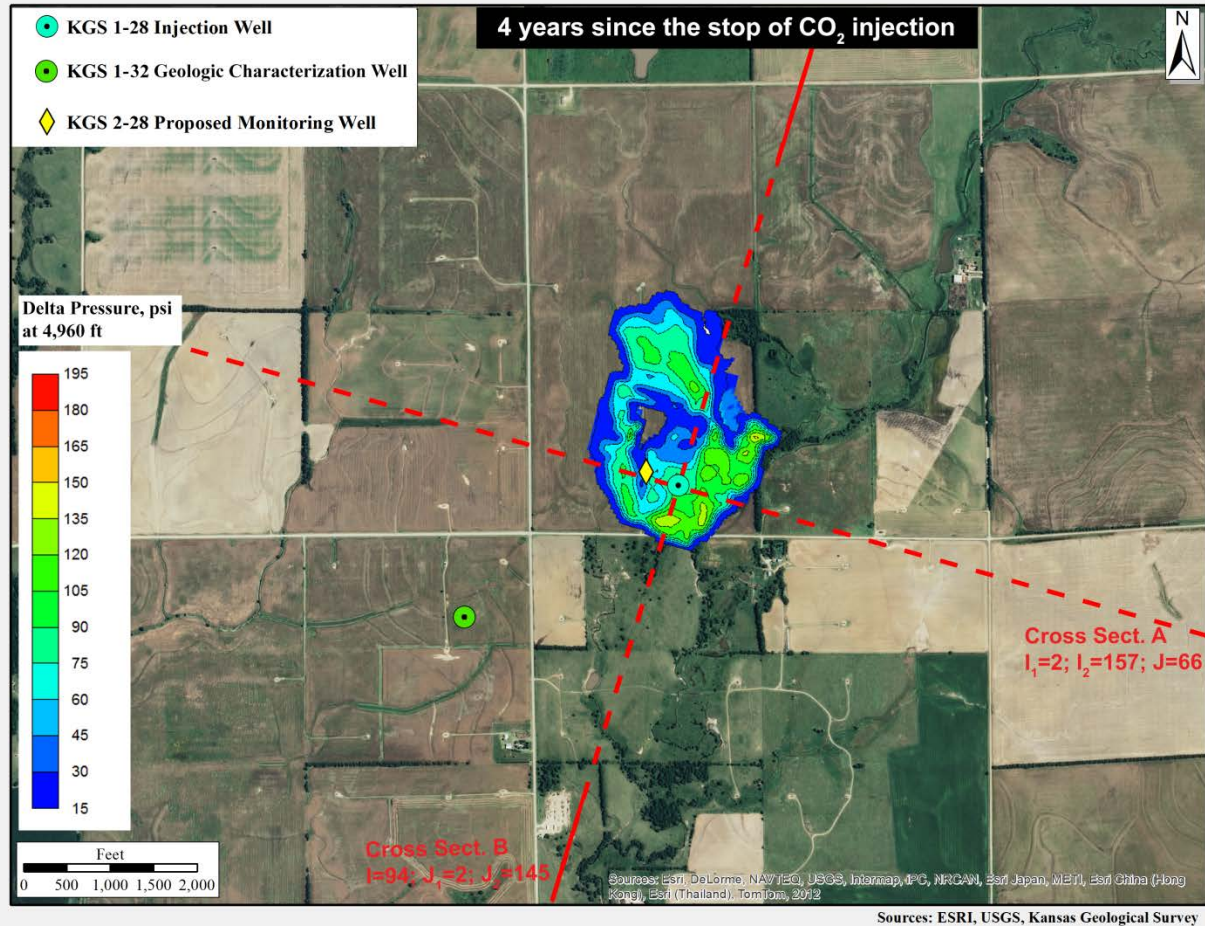 KGS 1-28 Injection Well
KGS 1-32 Geologic Characterization Well
KGS 2-28 Proposed Monitoring Well
4 years since the stop of CO₂ injection
N
Delta Pressure, psi
at 4,960 ft
195
180
165
150
135
120
105
90
75
60
45
30
15
Cross Sect. A
I₁=2; I₂=157; J=66
Feet
0 500 1,000 1,500 2,000
Cross Sect. B
I=94; J₁=2; J₂=145
Sources: Esri, DeLorme, NAVTEQ, USGS, Intermap, iPC, NRCAN, Esri Japan, METI, Esri China (Hong
Kong), Esri (Thailand), TomTom, 2012
Sources: ESRI, USGS, Kansas Geological Survey